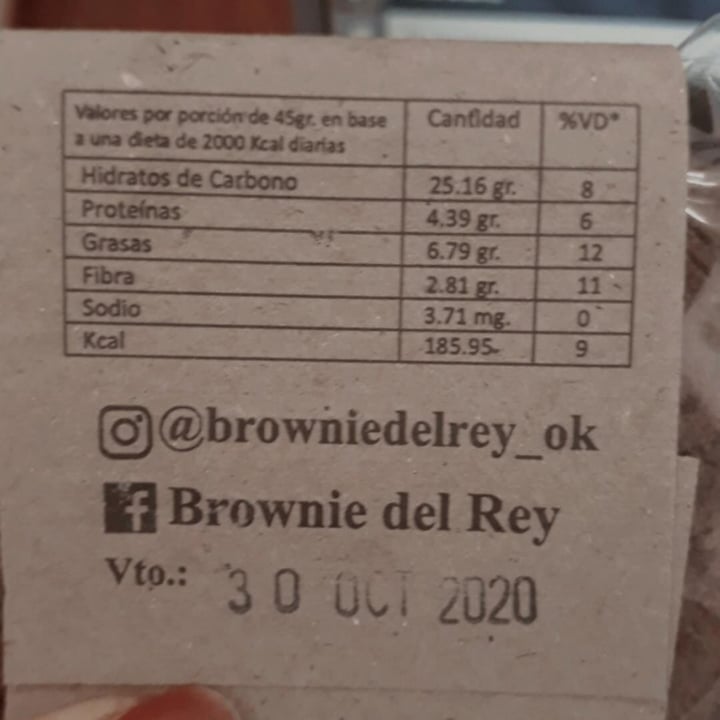 Valores por porción de 45gr. en base
a una dieta de 2000 Kcal diarias
Cantidad
%VD*
Hidratos de Carbono 25.16 gr. 8
Proteínas 4.39 gr. 6
Grasas 6.79 gr. 12
Fibra 2.81 gr. 11
Sodio 3.71 mg. 0
Kcal 185.95 9
@browniedelrey_ok
Brownie del Rey
Vto.: 30 OCT 2020